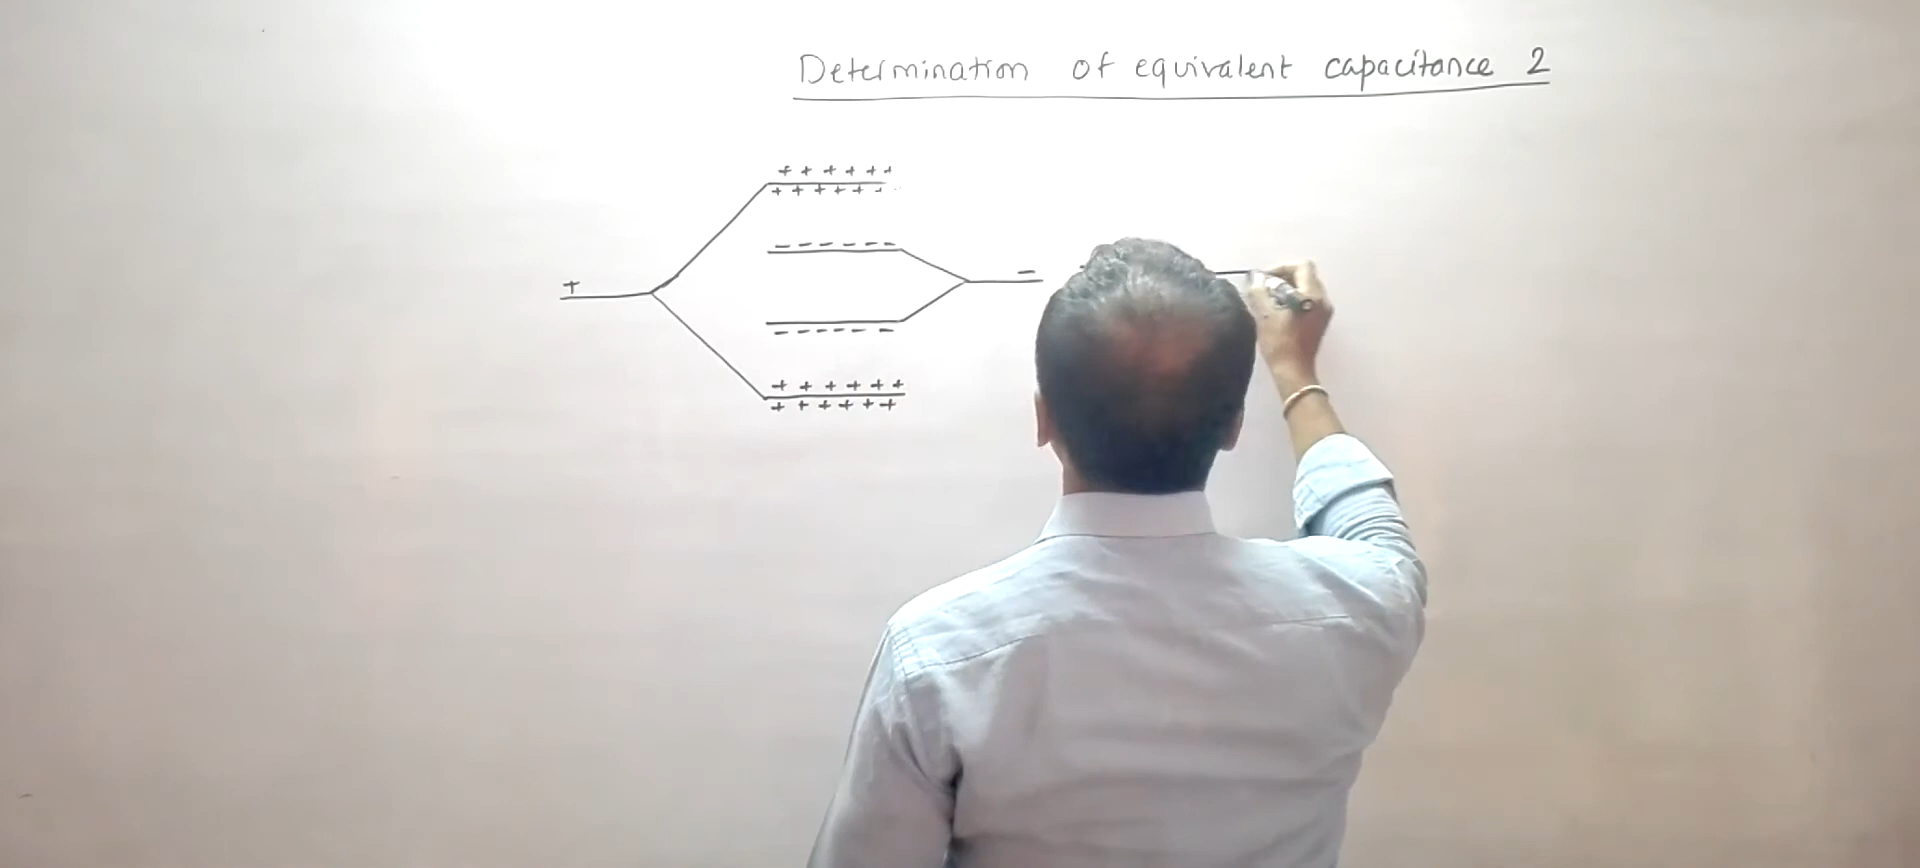 Determination of equivalent capacitance 2
+ + + + + +
+ + + + + -
- - - - - -
+ -
- - - - - -
+ + + + + +
+ + + + + +